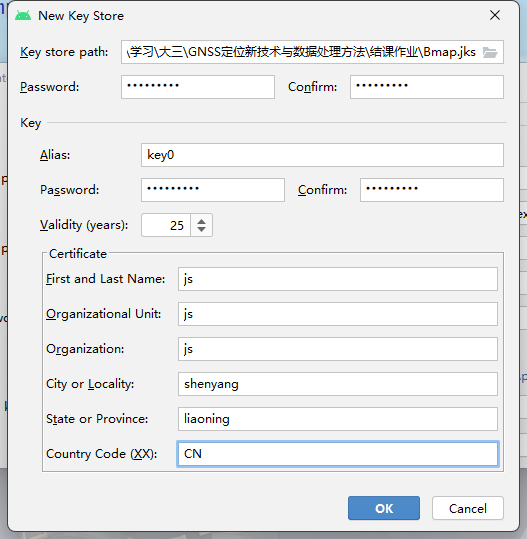 New Key Store
Key store path: \学习\大三\GNSS定位新技术与数据处理方法\结课作业\Bmap.jks
Password: ••••••••• Confirm: •••••••••
Key
Alias: key0
Password: ••••••••• Confirm: •••••••••
Validity (years): 25
Certificate
First and Last Name: js
Organizational Unit: js
Organization: js
City or Locality: shenyang
State or Province: liaoning
Country Code (XX): CN
OK Cancel